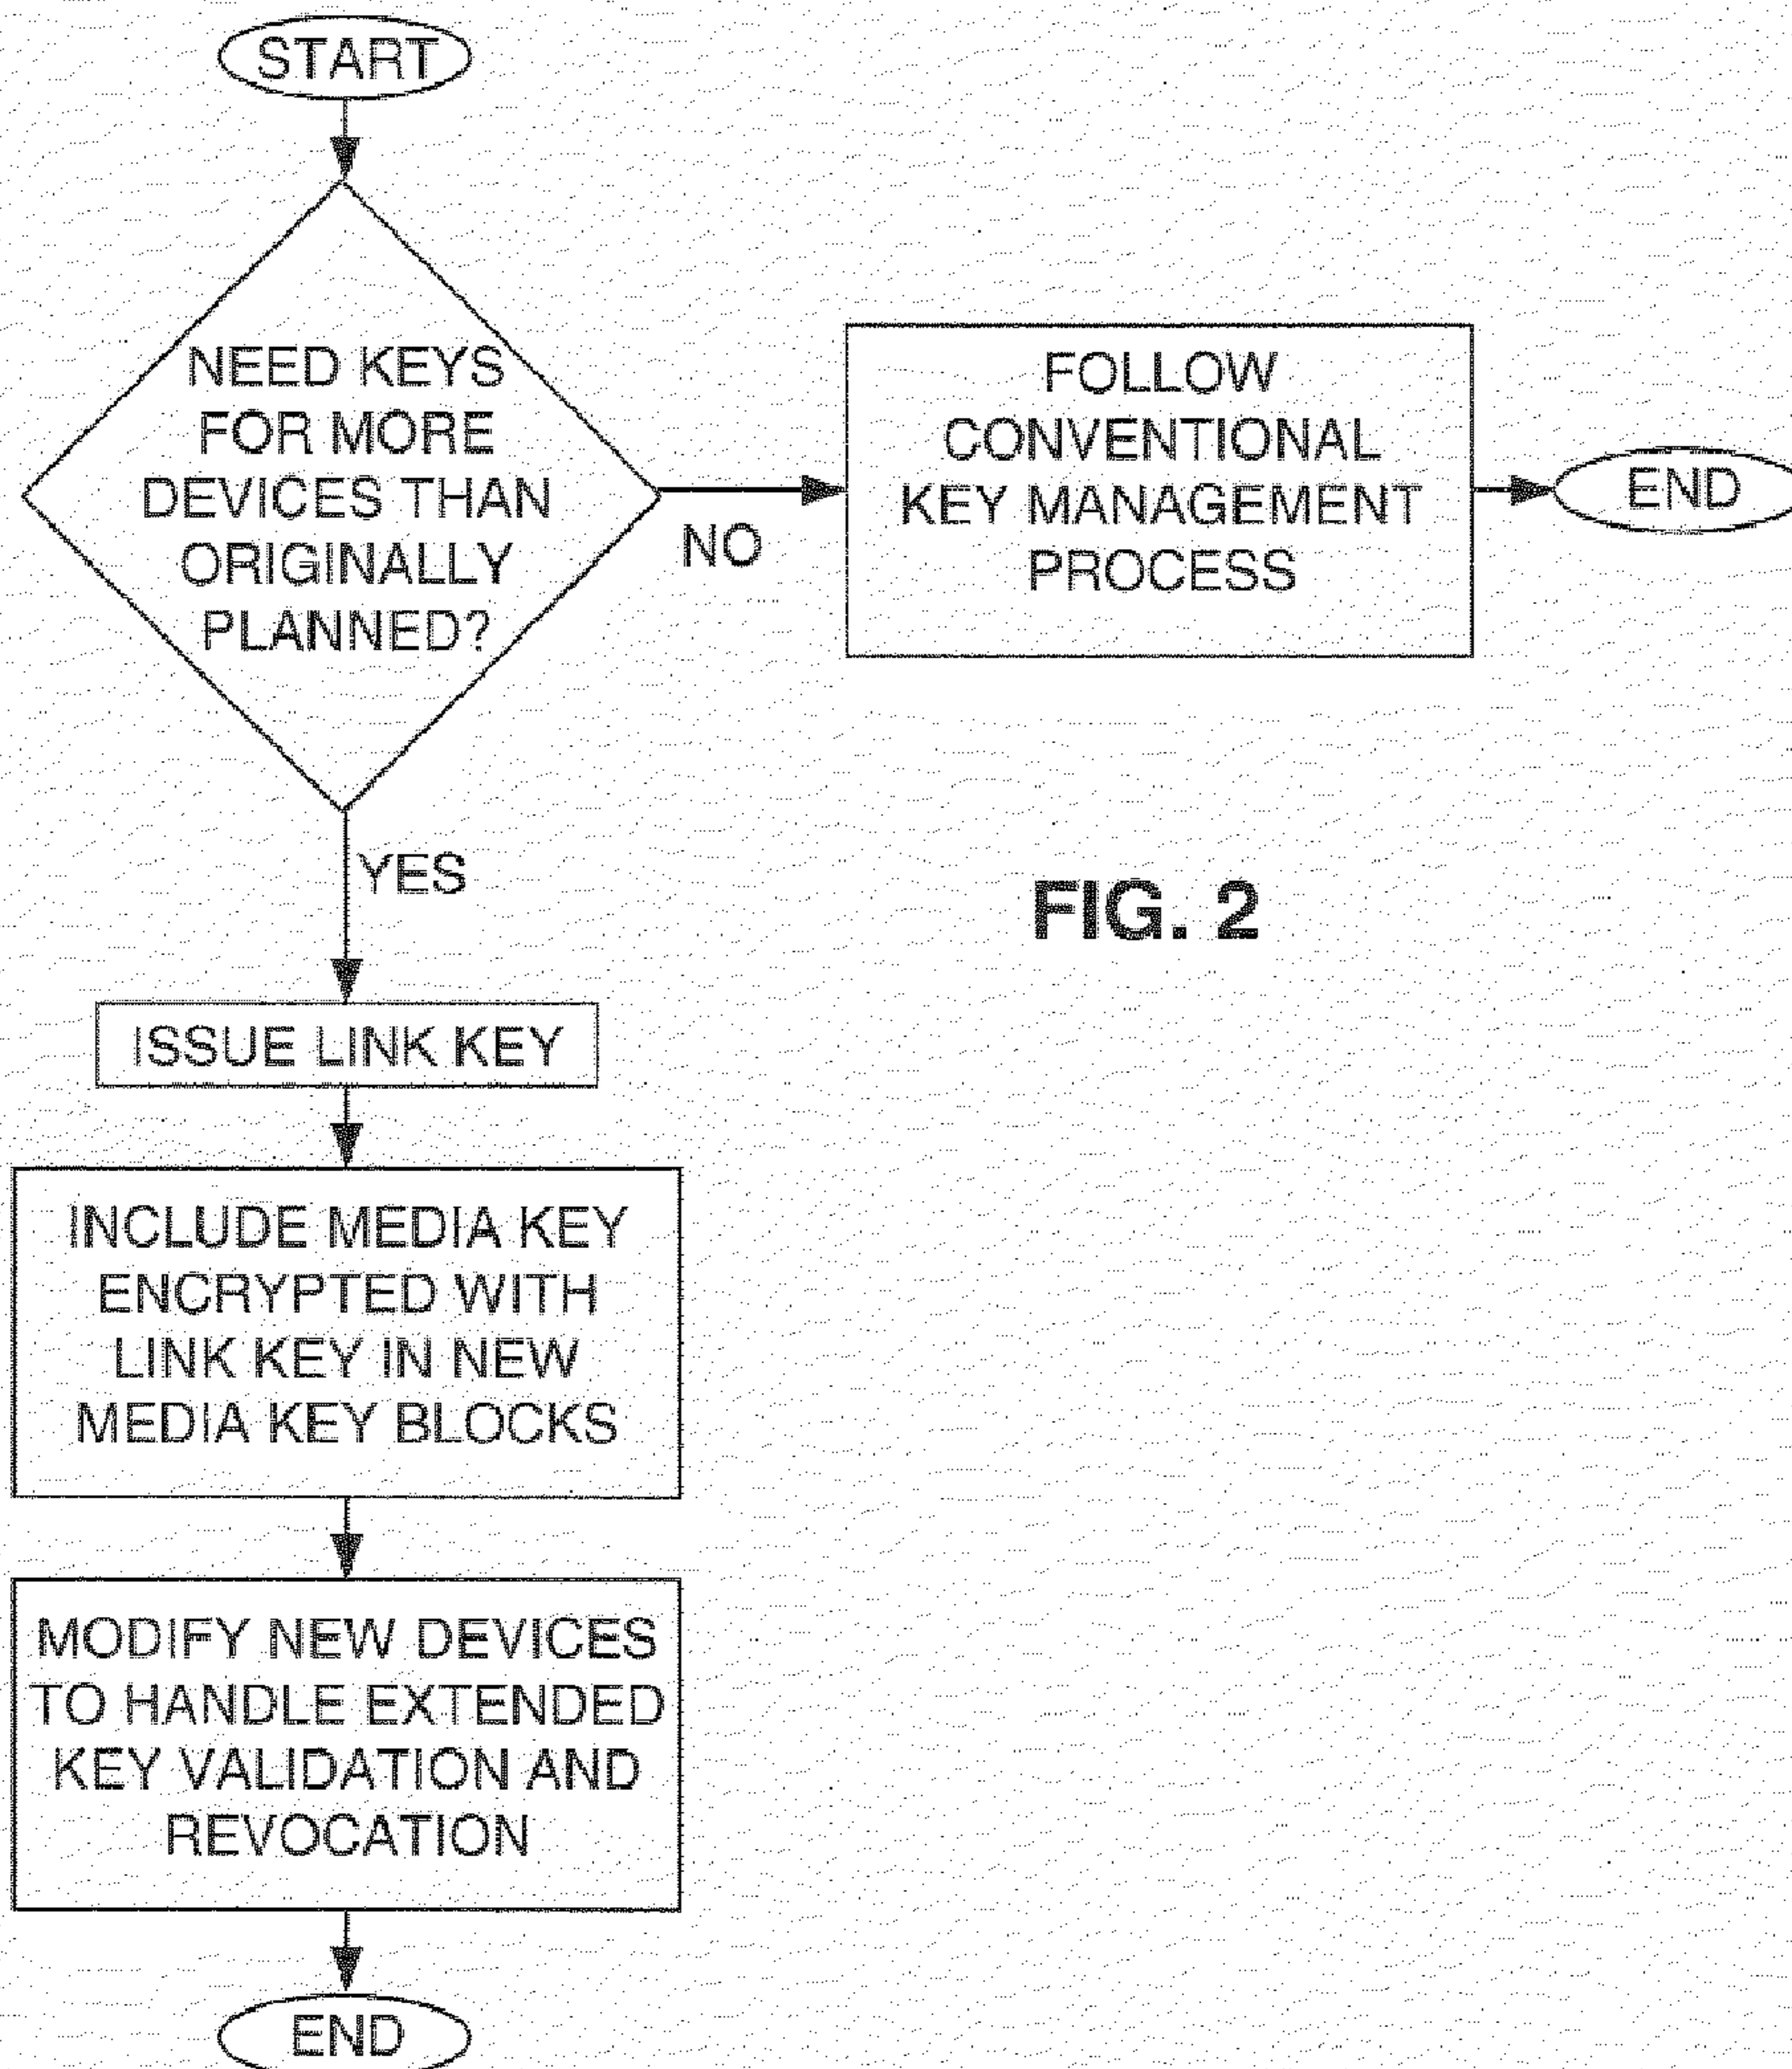 START
NEED KEYS
FOR MORE
DEVICES THAN
ORIGINALLY
PLANNED?
NO
FOLLOW
CONVENTIONAL
KEY MANAGEMENT
PROCESS
END
YES
FIG. 2
ISSUE LINK KEY
INCLUDE MEDIA KEY
ENCRYPTED WITH
LINK KEY IN NEW
MEDIA KEY BLOCKS
MODIFY NEW DEVICES
TO HANDLE EXTENDED
KEY VALIDATION AND
REVOCATION
END